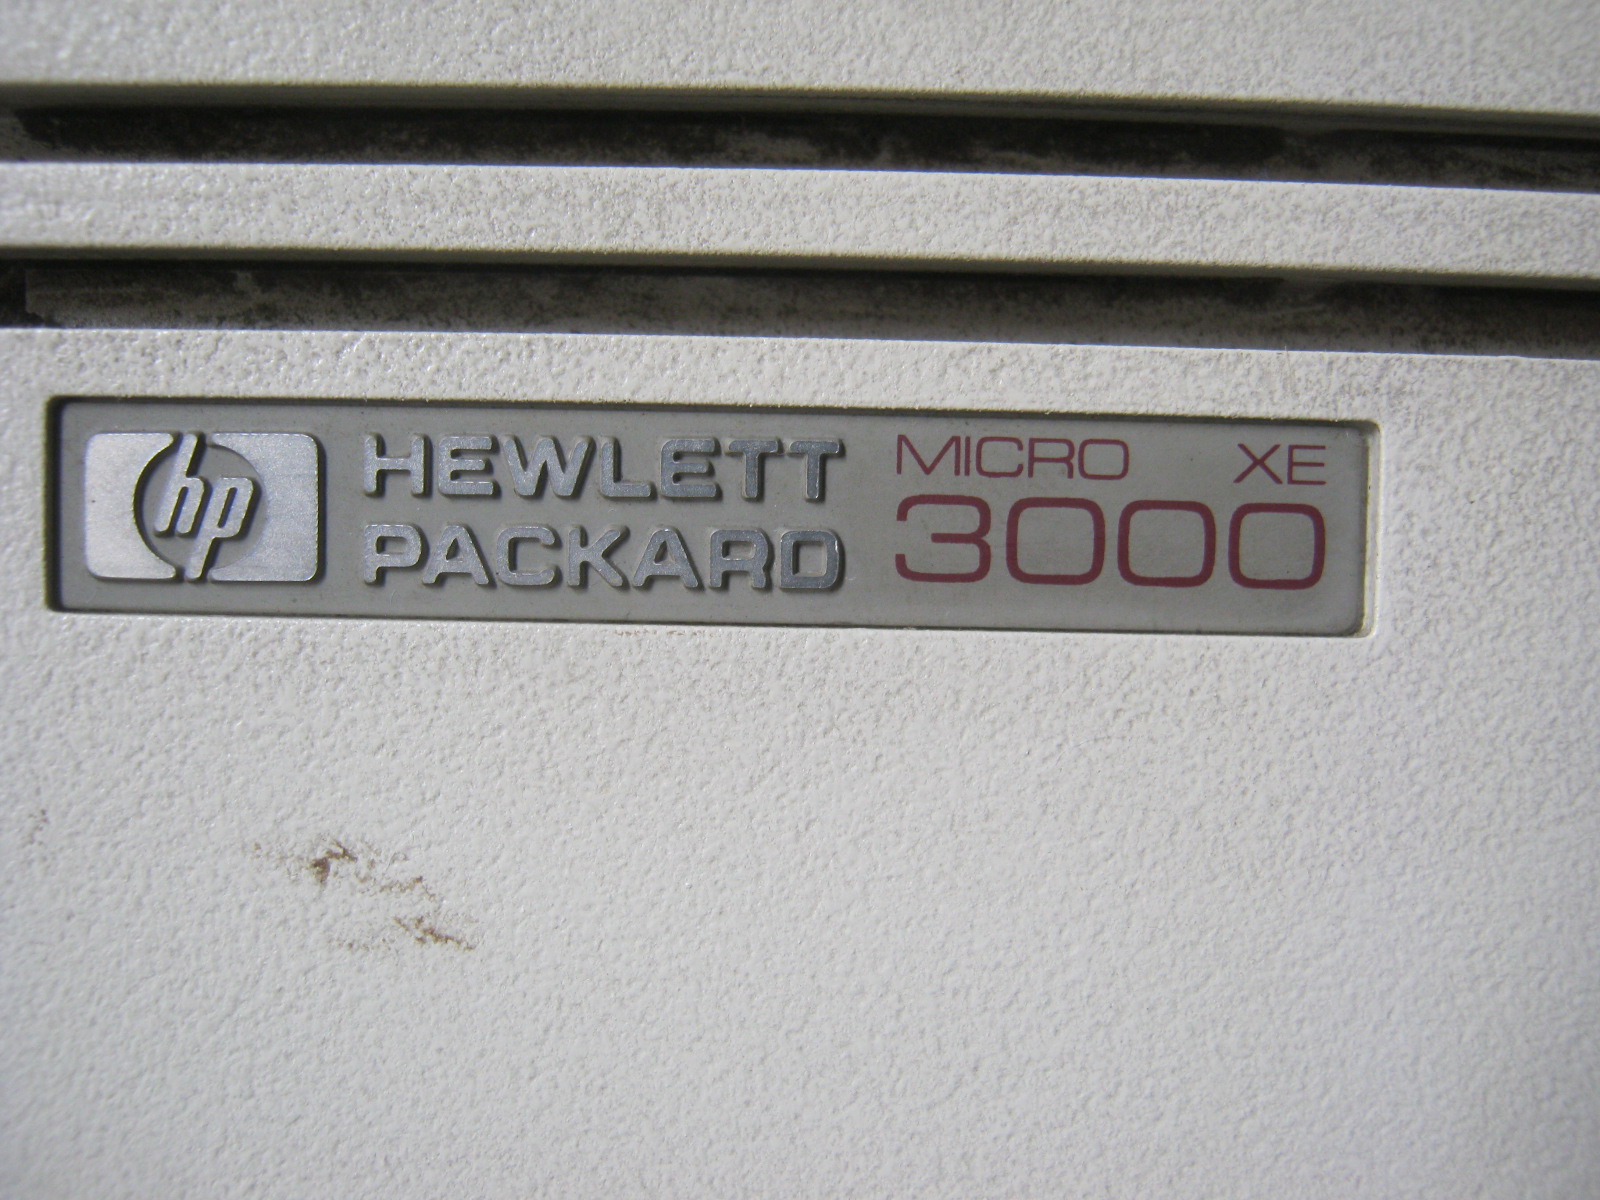 hp HEWLETT PACKARD
MICRO XE
3000